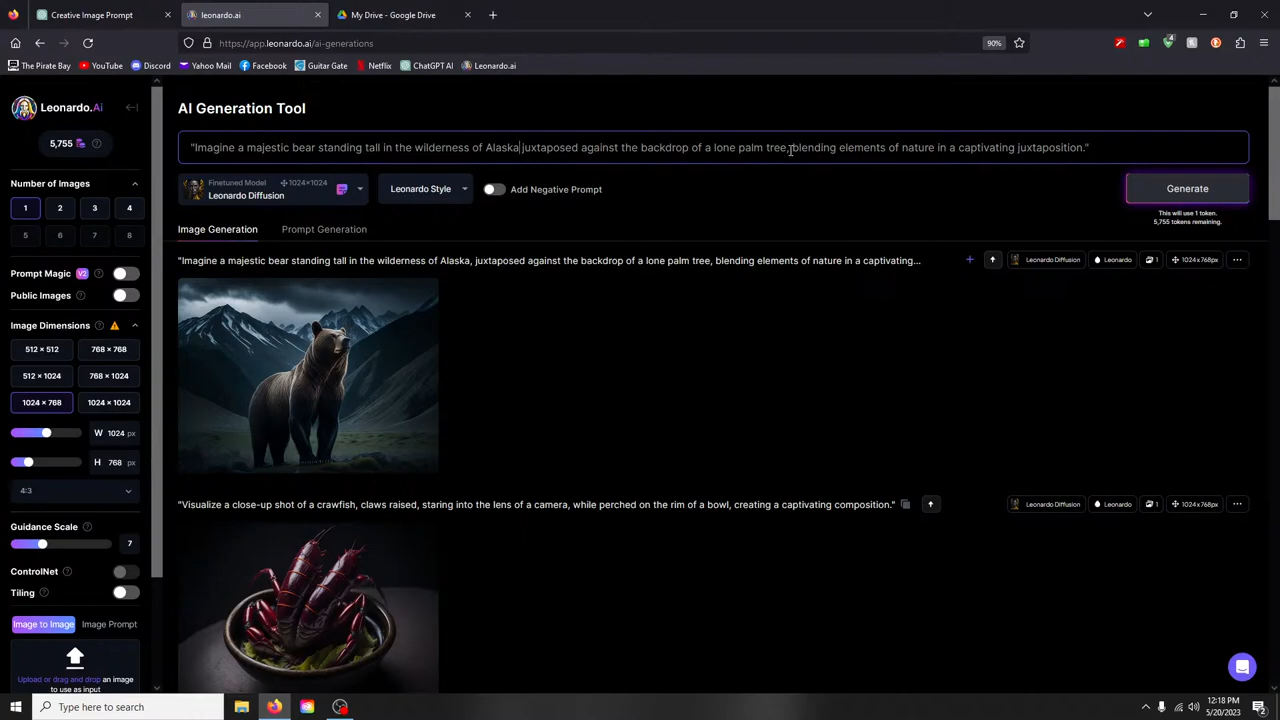 Creative Image Prompt
leonardo.ai
My Drive - Google Drive
https://app.leonardo.ai/ai-generations
90%
The Pirate Bay
YouTube
Discord
Yahoo Mail
Facebook
Guitar Gate
Netflix
ChatGPT AI
Leonardo.ai
Leonardo.Ai
5,755
Number of Images
1 2 3 4
5 6 7 8
Prompt Magic V2
Public Images
Image Dimensions
512 × 512 768 × 768
512 × 1024 768 × 1024
1024 × 768 1024 × 1024
W 1024 px
H 768 px
4:3
Guidance Scale
7
ControlNet
Tiling
Image to Image Image Prompt
Upload or drag and drop an image
to use as input
AI Generation Tool
"Imagine a majestic bear standing tall in the wilderness of Alaska juxtaposed against the backdrop of a lone palm tree, blending elements of nature in a captivating juxtaposition."
Finetuned Model 1024×1024
Leonardo Diffusion
Leonardo Style
Add Negative Prompt
Generate
This will use 1 token.
5,755 tokens remaining.
Image Generation Prompt Generation
"Imagine a majestic bear standing tall in the wilderness of Alaska, juxtaposed against the backdrop of a lone palm tree, blending elements of nature in a captivating...
Leonardo Diffusion Leonardo 1 1024x768px
"Visualize a close-up shot of a crawfish, claws raised, staring into the lens of a camera, while perched on the rim of a bowl, creating a captivating composition."
Leonardo Diffusion Leonardo 1 1024x768px
Type here to search
12:18 PM
5/20/2023
2